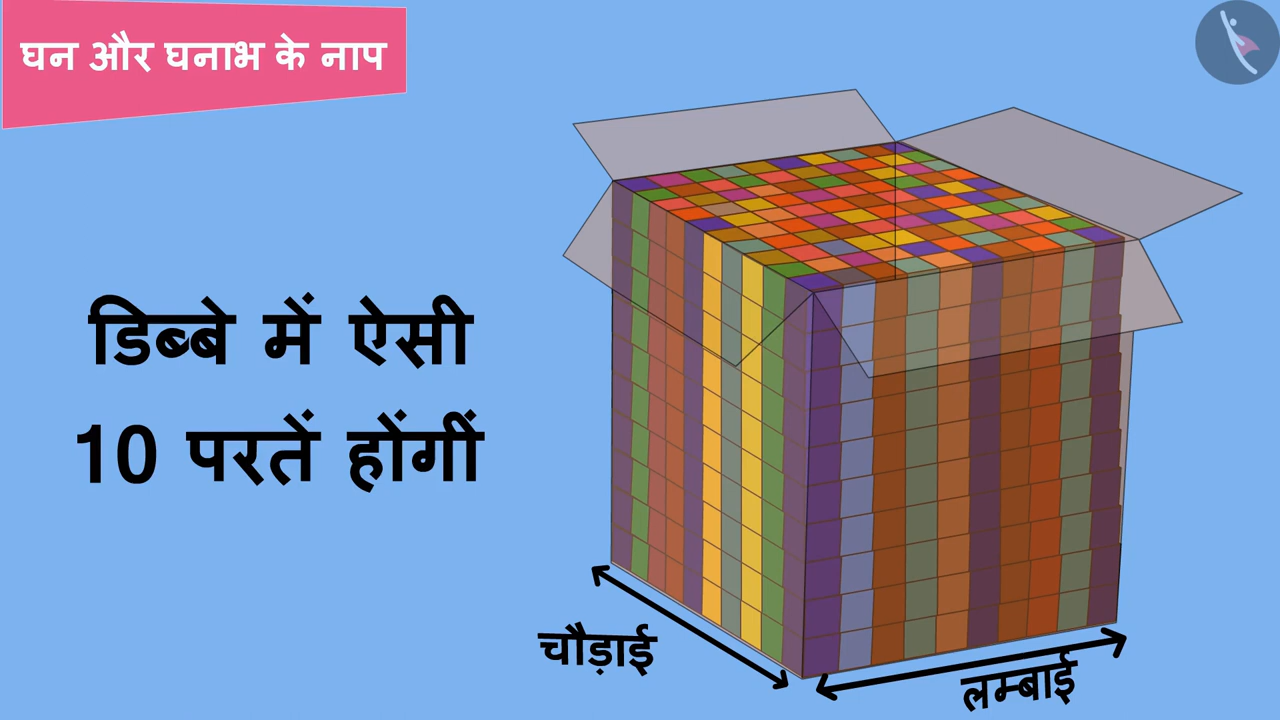 घन और घनाभ के नाप
डिब्बे में ऐसी
10 परतें होंगीं
चौड़ाई
लम्बाई